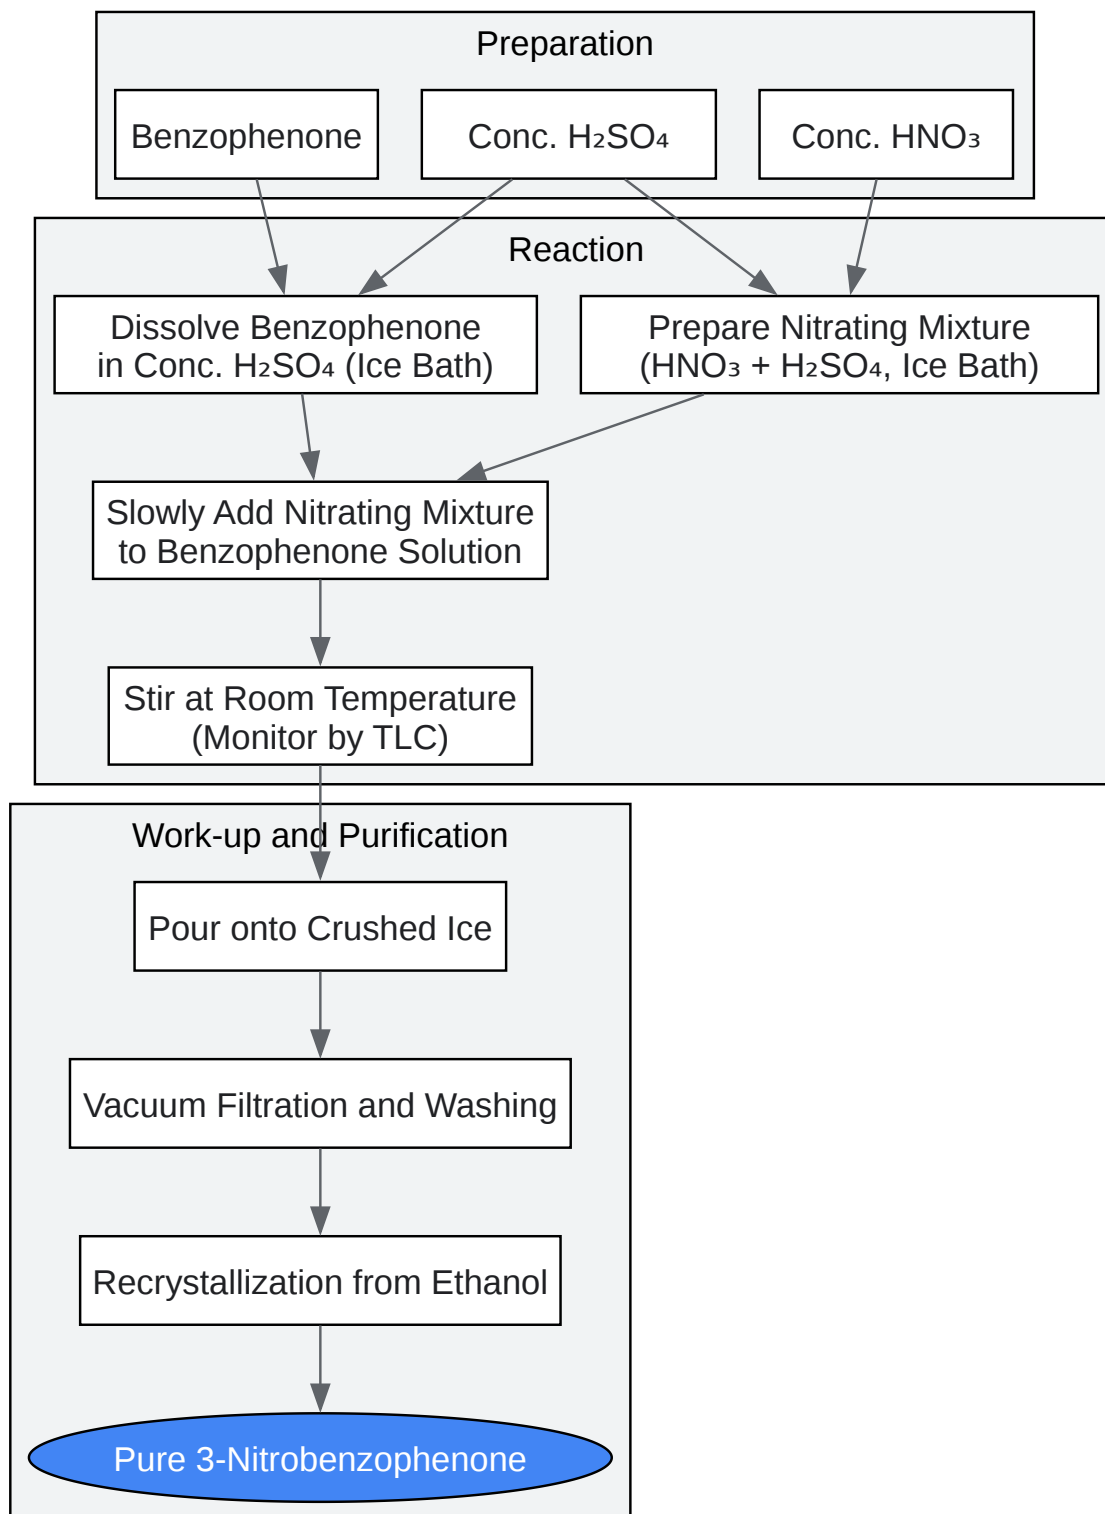 Preparation
Benzophenone
Conc. H₂SO₄
Conc. HNO₃
Reaction
Dissolve Benzophenone
in Conc. H₂SO₄ (Ice Bath)
Prepare Nitrating Mixture
(HNO₃ + H₂SO₄, Ice Bath)
Slowly Add Nitrating Mixture
to Benzophenone Solution
Stir at Room Temperature
(Monitor by TLC)
Work-up and Purification
Pour onto Crushed Ice
Vacuum Filtration and Washing
Recrystallization from Ethanol
Pure 3-Nitrobenzophenone